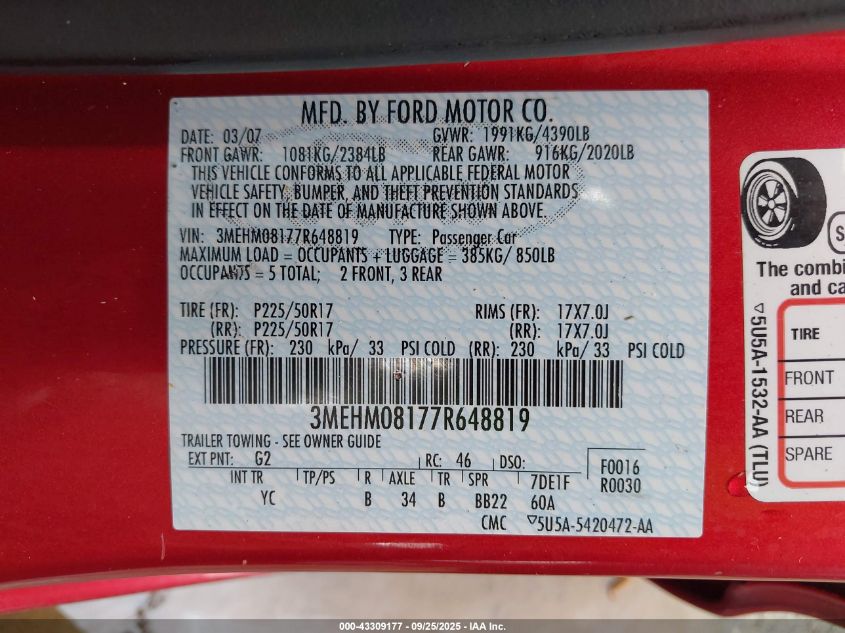 MFD. BY FORD MOTOR CO.
DATE: 03/07 GVWR: 1991KG/4390LB
FRONT GAWR: 1081KG/2384LB REAR GAWR: 916KG/2020LB
THIS VEHICLE CONFORMS TO ALL APPLICABLE FEDERAL MOTOR
VEHICLE SAFETY, BUMPER, AND THEFT PREVENTION STANDARDS
IN EFFECT ON THE DATE OF MANUFACTURE SHOWN ABOVE.
VIN: 3MEHM08177R648819 TYPE: Passenger Car
MAXIMUM LOAD = OCCUPANTS + LUGGAGE = 385KG/ 850LB
OCCUPANTS = 5 TOTAL; 2 FRONT, 3 REAR
TIRE (FR): P225/50R17 RIMS (FR): 17X7.0J
(RR): P225/50R17 (RR): 17X7.0J
PRESSURE (FR): 230 kPa/ 33 PSI COLD (RR): 230 kPa/ 33 PSI COLD
3MEHM08177R648819
TRAILER TOWING - SEE OWNER GUIDE
EXT PNT: G2 RC: 46 DSO: F0016
INT TR TP/PS R AXLE TR SPR 7DE1F R0030
YC B 34 B BB22 60A
CMC ▽5U5A-5420472-AA
The combi
and ca
TIRE
FRONT
REAR
SPARE
▽5U5A-1532-AA (TLU)
000-43309177 - 09/25/2025 - IAA Inc.